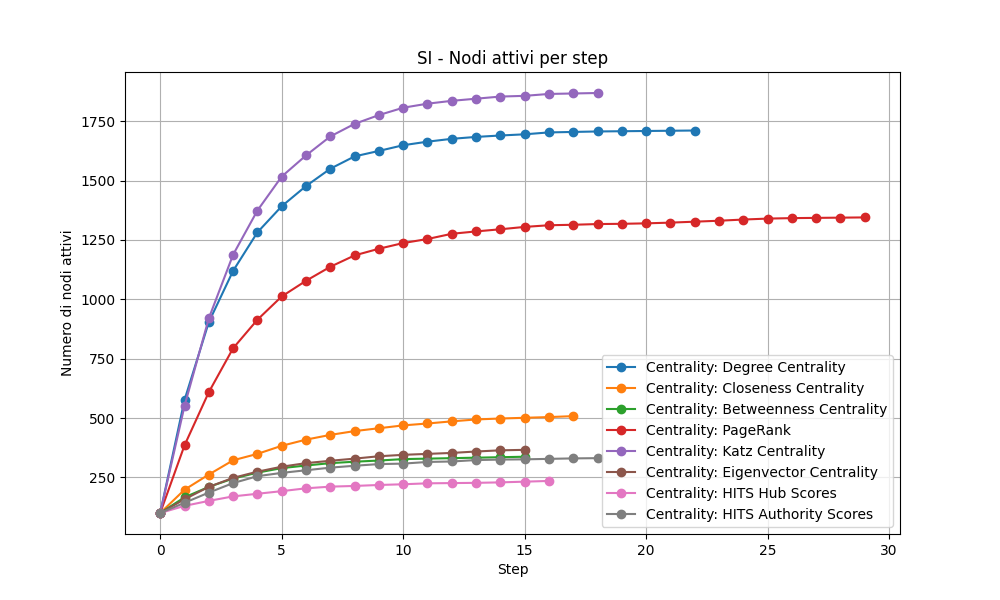 SI - Nodi attivi per step
Numero di nodi attivi
1750
1500
1250
1000
750
500
250
0
5
10
15
20
25
30
Step
Centrality: Degree Centrality
Centrality: Closeness Centrality
Centrality: Betweenness Centrality
Centrality: PageRank
Centrality: Katz Centrality
Centrality: Eigenvector Centrality
Centrality: HITS Hub Scores
Centrality: HITS Authority Scores